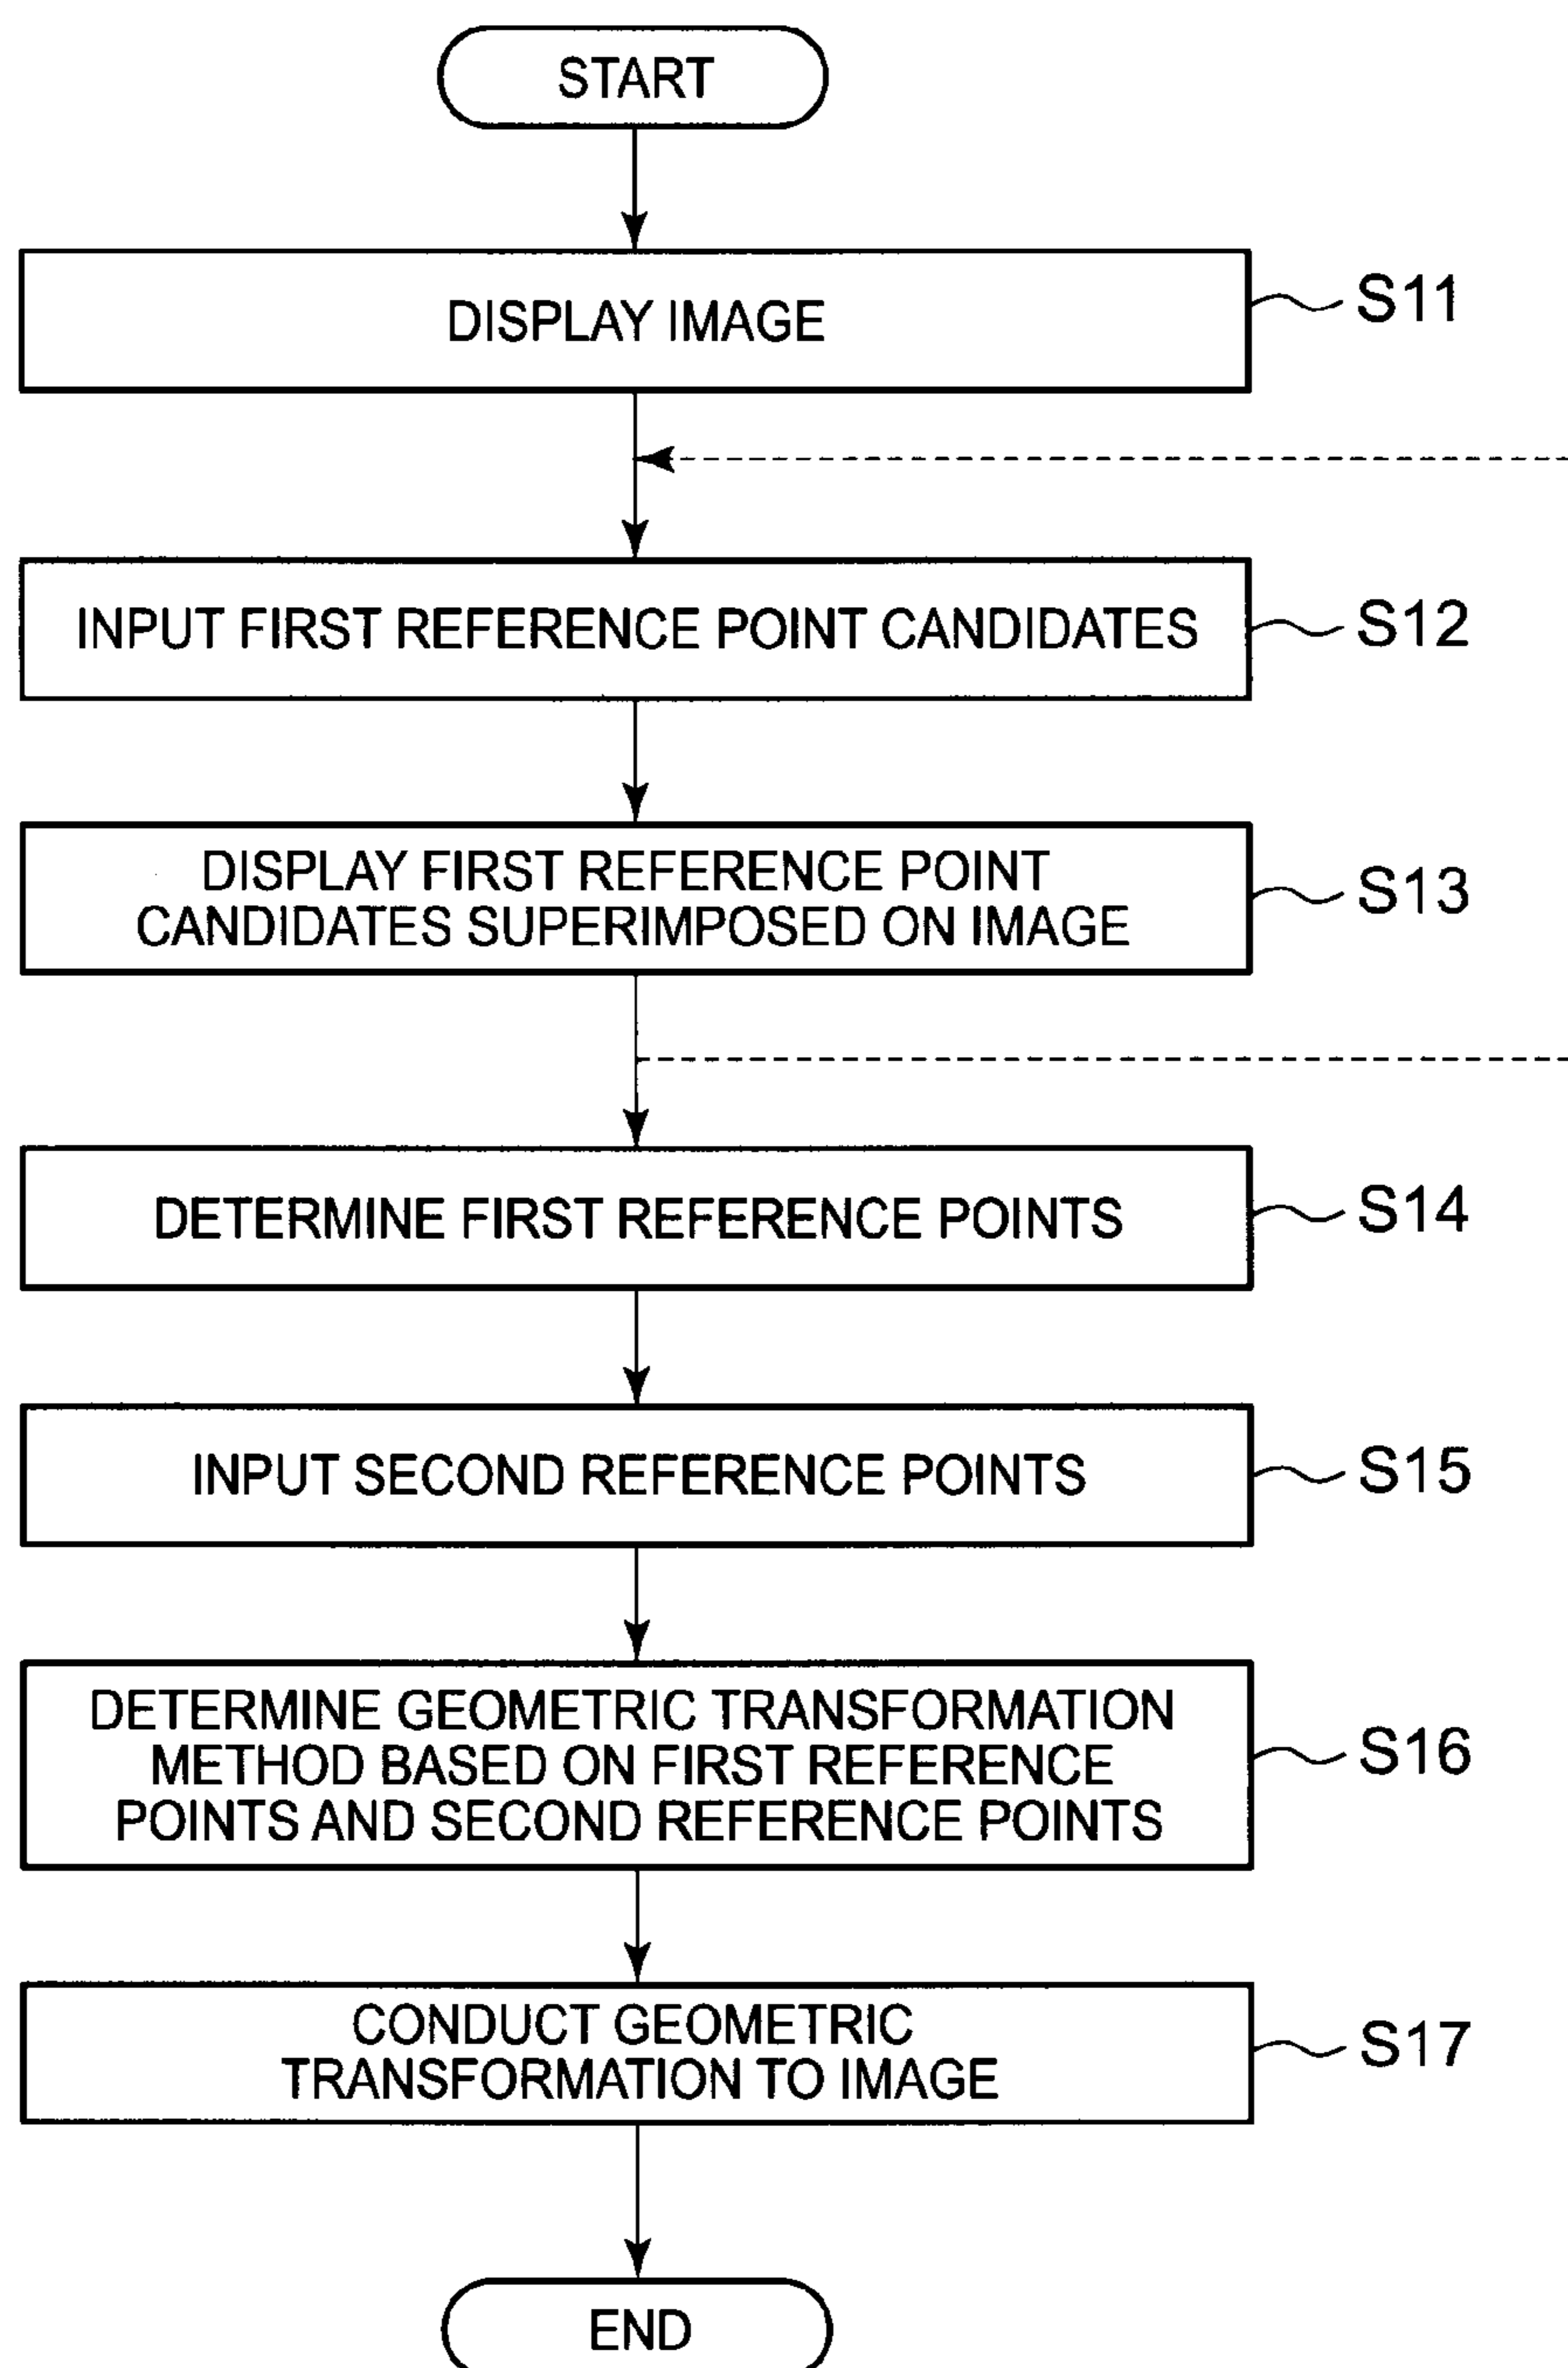 START
DISPLAY IMAGE
S11
INPUT FIRST REFERENCE POINT CANDIDATES
S12
DISPLAY FIRST REFERENCE POINT
CANDIDATES SUPERIMPOSED ON IMAGE
S13
DETERMINE FIRST REFERENCE POINTS
S14
INPUT SECOND REFERENCE POINTS
S15
DETERMINE GEOMETRIC TRANSFORMATION
METHOD BASED ON FIRST REFERENCE
POINTS AND SECOND REFERENCE POINTS
S16
CONDUCT GEOMETRIC
TRANSFORMATION TO IMAGE
S17
END